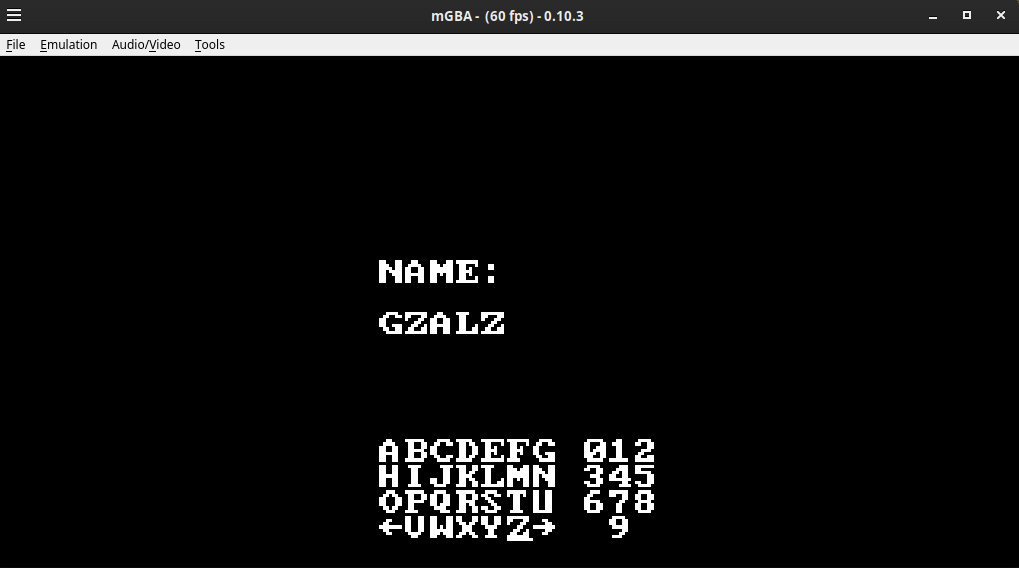 mGBA - (60 fps) - 0.10.3
File Emulation Audio/Video Tools
NAME:
GZALZ
ABCDEFG 012
HIJKLMN 345
OPQRSTU 678
←VWXYZ→ 9